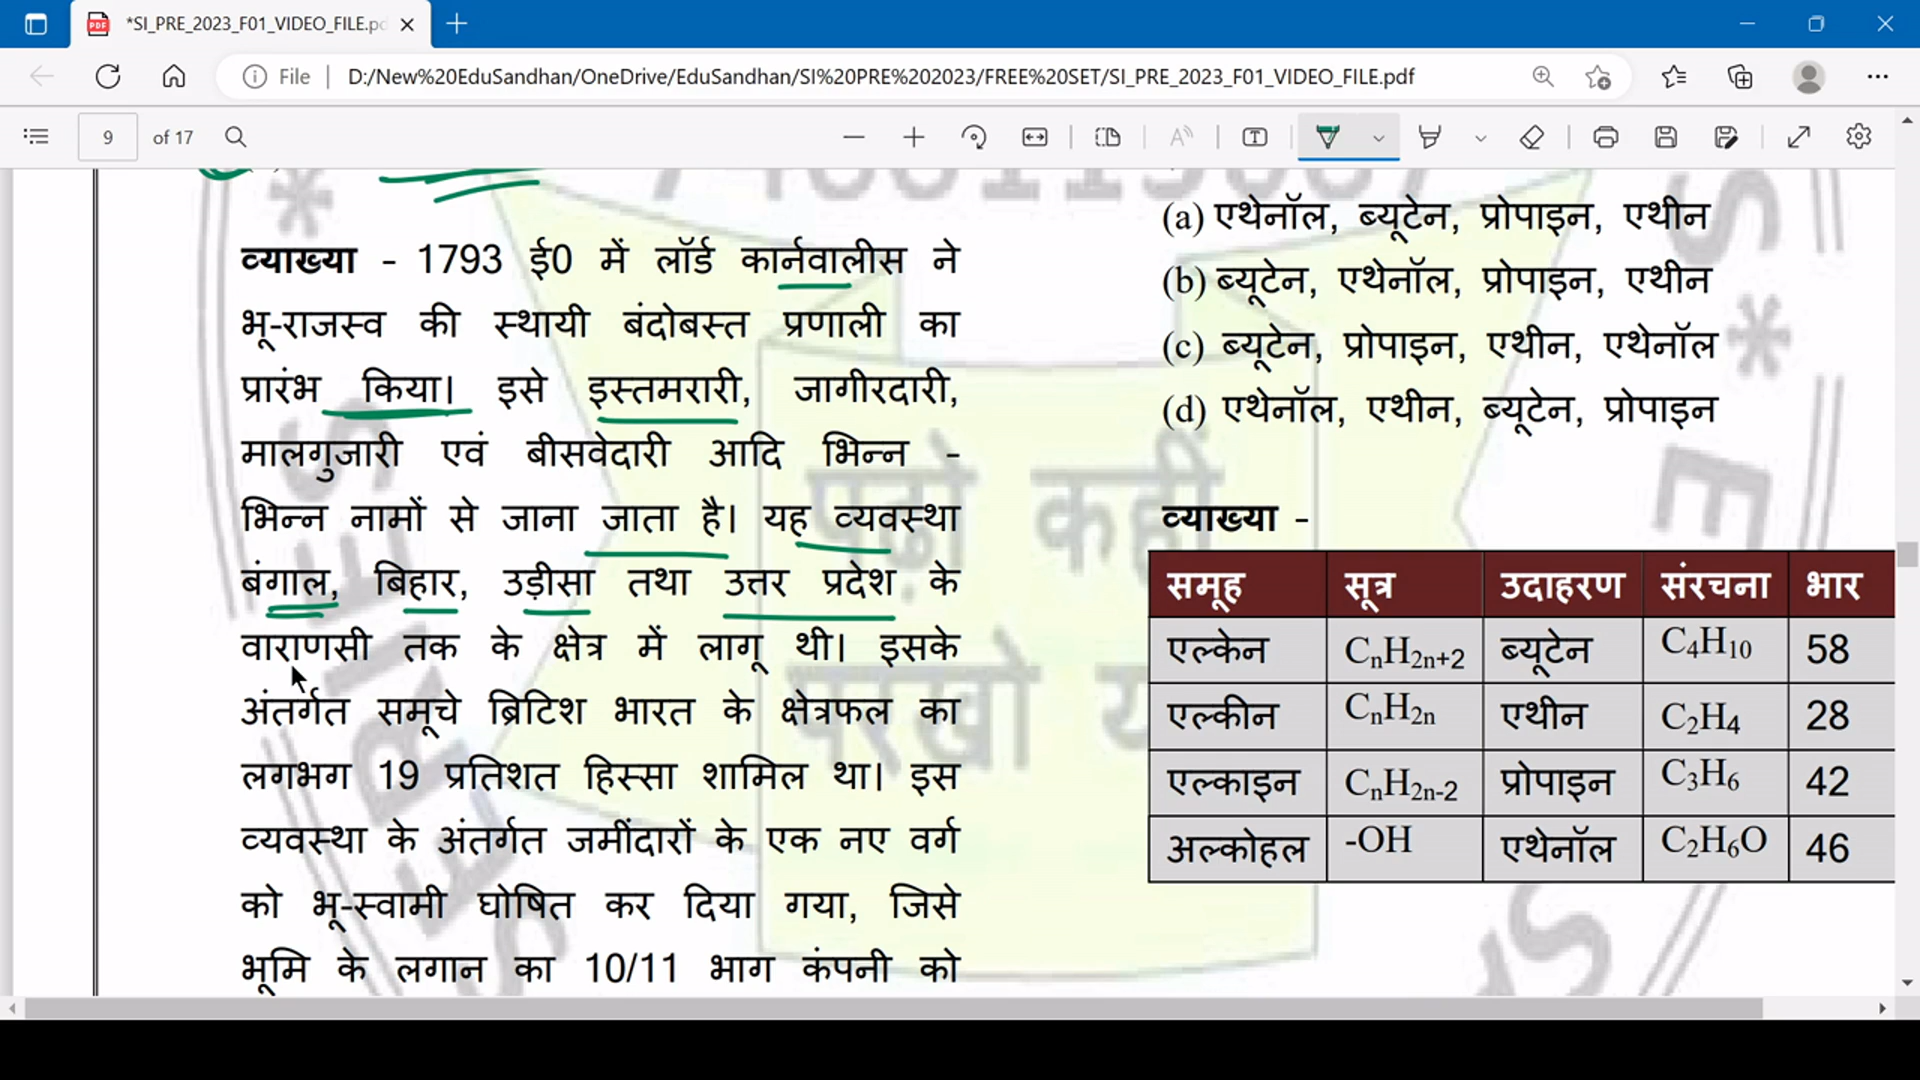 *SI_PRE_2023_F01_VIDEO_FILE.pd
File
D:/New%20EduSandhan/OneDrive/EduSandhan/SI%20PRE%202023/FREE%20SET/SI_PRE_2023_F01_VIDEO_FILE.pdf
9 of 17
व्याख्या - 1793 ई0 में लॉर्ड कार्नवालीस ने
भू-राजस्व की स्थायी बंदोबस्त प्रणाली का
प्रारंभ किया। इसे इस्तमरारी, जागीरदारी,
मालगुजारी एवं बीसवेदारी आदि भिन्न -
भिन्न नामों से जाना जाता है। यह व्यवस्था
बंगाल, बिहार, उड़ीसा तथा उत्तर प्रदेश के
वाराणसी तक के क्षेत्र में लागू थी। इसके
अंतर्गत समूचे ब्रिटिश भारत के क्षेत्रफल का
लगभग 19 प्रतिशत हिस्सा शामिल था। इस
व्यवस्था के अंतर्गत जमींदारों के एक नए वर्ग
को भू-स्वामी घोषित कर दिया गया, जिसे
भूमि के लगान का 10/11 भाग कंपनी को
(a) एथेनॉल, ब्यूटेन, प्रोपाइन, एथीन
(b) ब्यूटेन, एथेनॉल, प्रोपाइन, एथीन
(c) ब्यूटेन, प्रोपाइन, एथीन, एथेनॉल
(d) एथेनॉल, एथीन, ब्यूटेन, प्रोपाइन
व्याख्या -
समूह सूत्र उदाहरण संरचना भार
एल्केन CnH2n+2 ब्यूटेन C4H10 58
एल्कीन CnH2n एथीन C2H4 28
एल्काइन CnH2n-2 प्रोपाइन C3H6 42
अल्कोहल -OH एथेनॉल C2H6O 46
पढ़ो कहीं
परखो य
SERIES